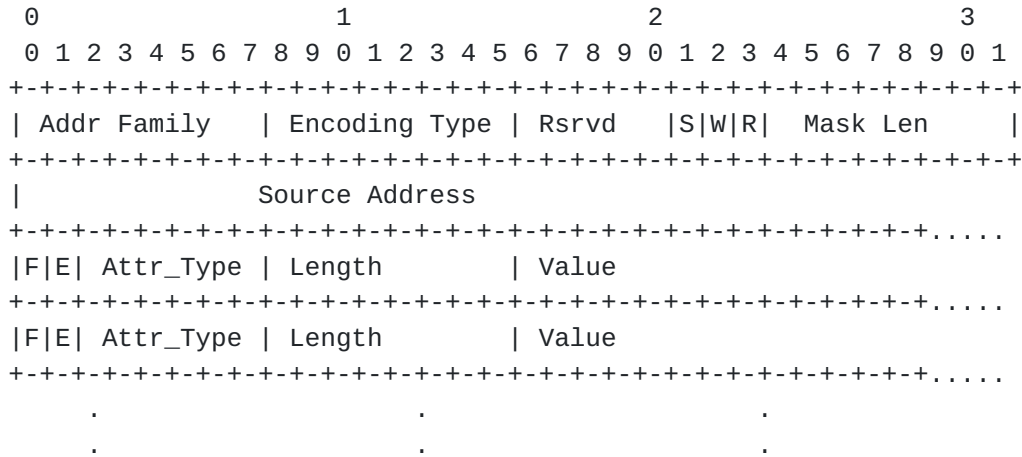 0                   1                   2                   3
 0 1 2 3 4 5 6 7 8 9 0 1 2 3 4 5 6 7 8 9 0 1 2 3 4 5 6 7 8 9 0 1
+-+-+-+-+-+-+-+-+-+-+-+-+-+-+-+-+-+-+-+-+-+-+-+-+-+-+-+-+-+-+-+-+
| Addr Family   | Encoding Type | Rsrvd   |S|W|R|  Mask Len     |
+-+-+-+-+-+-+-+-+-+-+-+-+-+-+-+-+-+-+-+-+-+-+-+-+-+-+-+-+-+-+-+-+
|               Source Address
+-+-+-+-+-+-+-+-+-+-+-+-+-+-+-+-+-+-+-+-+-+-+-+-+-+-+-+-+-+.....
|F|E| Attr_Type | Length        | Value
+-+-+-+-+-+-+-+-+-+-+-+-+-+-+-+-+-+-+-+-+-+-+-+-+-+-+-+-+-+.....
|F|E| Attr_Type | Length        | Value
+-+-+-+-+-+-+-+-+-+-+-+-+-+-+-+-+-+-+-+-+-+-+-+-+-+-+-+-+-+.....
     .                    .                     .
     .                    .                     .